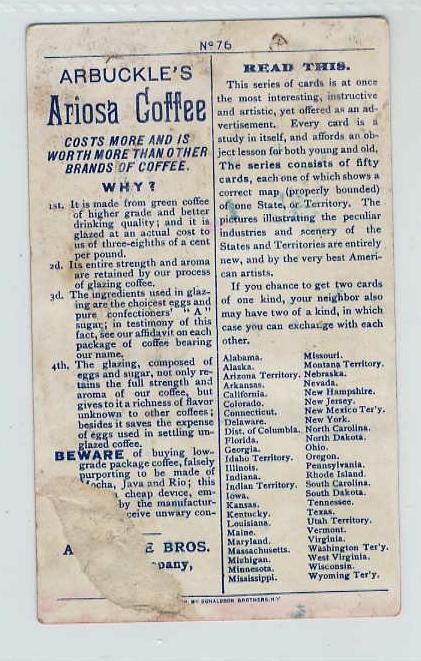 No 76
ARBUCKLE'S
Ariosa Coffee
COSTS MORE AND IS
WORTH MORE THAN OTHER
BRANDS OF COFFEE.
WHY?
1st. It is made from green coffee
of higher grade and better
drinking quality; and it is
glazed at an actual cost to
us of three-eighths of a cent
per pound.
2d. Its entire strength and aroma
are retained by our process
of glazing coffee.
3d. The ingredients used in glaz-
ing are the choicest eggs and
pure confectioners' "A"
sugar; in testimony of this
fact, see our affidavit on each
package of coffee bearing
our name.
4th. The glazing, composed of
eggs and sugar, not only re-
tains the full strength and
aroma of our coffee, but
gives to it a richness of flavor
unknown to other coffees;
besides it saves the expense
of eggs used in settling un-
glazed coffee.
BEWARE of buying low-
grade package coffee, falsely
purporting to be made of
Mocha, Java and Rio; this
cheap device, em-
by the manufactur-
ceive unwary con-
A E BROS.
pany,
READ THIS.
This series of cards is at once
the most interesting, instructive
and artistic, yet offered as an ad-
vertisement. Every card is a
study in itself, and affords an ob-
ject lesson for both young and old.
The series consists of fifty
cards, each one of which shows a
correct map (properly bounded)
of one State, or Territory. The
pictures illustrating the peculiar
industries and scenery of the
States and Territories are entirely
new, and by the very best Ameri-
can artists.
If you chance to get two cards
of one kind, your neighbor also
may have two of a kind, in which
case you can exchange with each
other.
Alabama.
Alaska.
Arizona Territory.
Arkansas.
California.
Colorado.
Connecticut.
Delaware.
Dist. of Columbia.
Florida.
Georgia.
Idaho Territory.
Illinois.
Indiana.
Indian Territory.
Iowa.
Kansas.
Kentucky.
Louisiana.
Maine.
Maryland.
Massachusetts.
Michigan.
Minnesota.
Mississippi.
Missouri.
Montana Territory.
Nebraska.
Nevada.
New Hampshire.
New Jersey.
New Mexico Ter'y.
New York.
North Carolina.
North Dakota.
Ohio.
Oregon.
Pennsylvania.
Rhode Island.
South Carolina.
South Dakota.
Tennessee.
Texas.
Utah Territory.
Vermont.
Virginia.
Washington Ter'y.
West Virginia.
Wisconsin.
Wyoming Ter'y.
BY DONALDSON BROTHERS, N.Y.